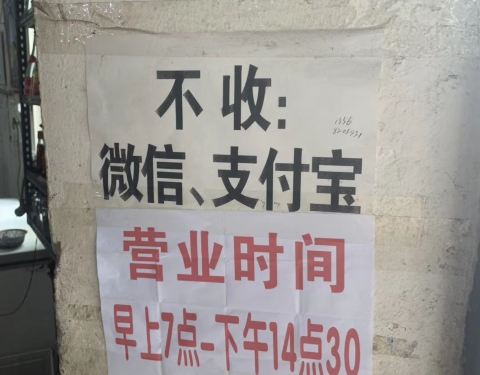 不收:
微信、支付宝
营业时间
早上7点-下午14点30